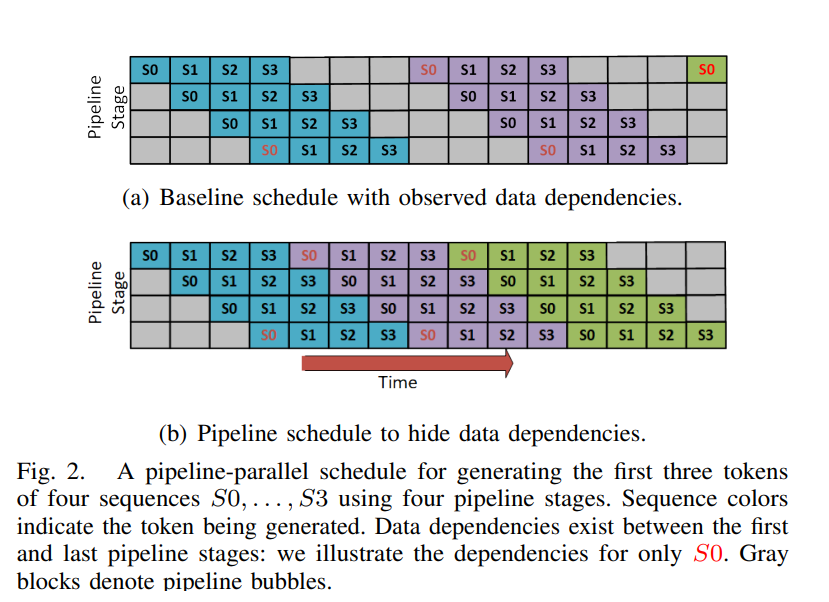 Pipeline
Stage
S0 S1 S2 S3 S0 S1 S2 S3 S0
S0 S1 S2 S3 S0 S1 S2 S3
S0 S1 S2 S3 S0 S1 S2 S3
S0 S1 S2 S3 S0 S1 S2 S3
(a) Baseline schedule with observed data dependencies.
Pipeline
Stage
S0 S1 S2 S3 S0 S1 S2 S3 S0 S1 S2 S3
S0 S1 S2 S3 S0 S1 S2 S3 S0 S1 S2 S3
S0 S1 S2 S3 S0 S1 S2 S3 S0 S1 S2 S3
S0 S1 S2 S3 S0 S1 S2 S3 S0 S1 S2 S3
Time
(b) Pipeline schedule to hide data dependencies.
Fig. 2. A pipeline-parallel schedule for generating the first three tokens
of four sequences S0, . . . , S3 using four pipeline stages. Sequence colors
indicate the token being generated. Data dependencies exist between the first
and last pipeline stages: we illustrate the dependencies for only S0. Gray
blocks denote pipeline bubbles.